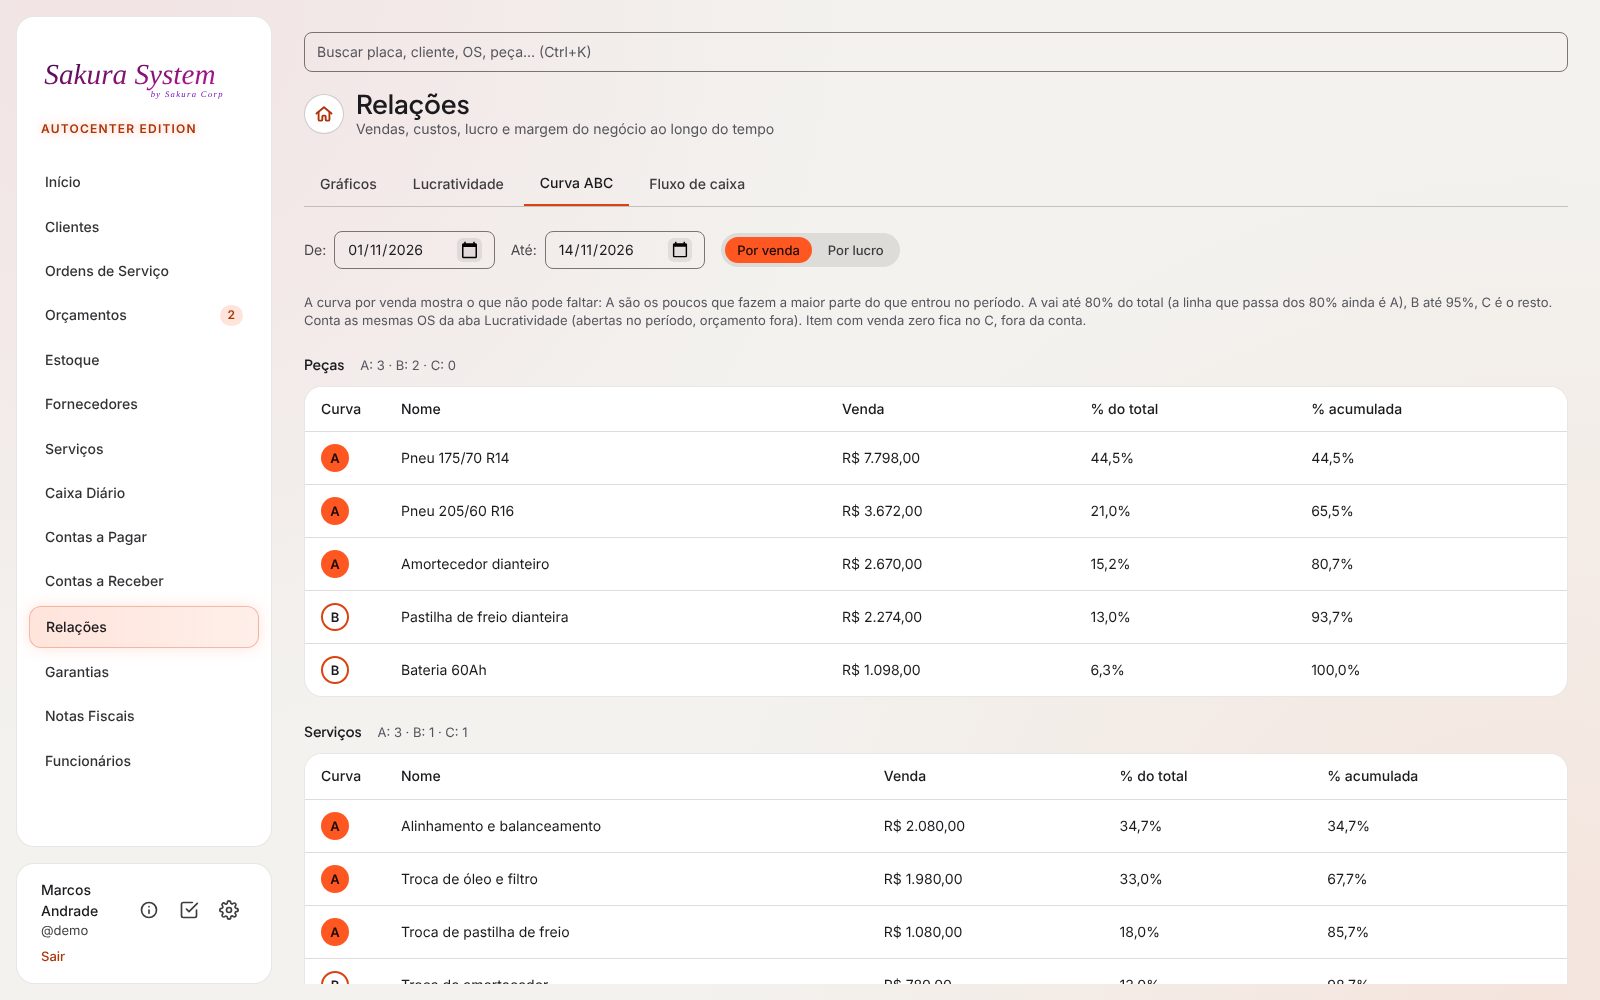 Sakura System
by Sakura Corp
AUTOCENTER EDITION
Início
Clientes
Ordens de Serviço
Orçamentos 2
Estoque
Fornecedores
Serviços
Caixa Diário
Contas a Pagar
Contas a Receber
Relações
Garantias
Notas Fiscais
Funcionários
Marcos
Andrade
@demo
Sair
Buscar placa, cliente, OS, peça... (Ctrl+K)
Relações
Vendas, custos, lucro e margem do negócio ao longo do tempo
Gráficos Lucratividade Curva ABC Fluxo de caixa
De: 01/11/2026 Até: 14/11/2026 Por venda Por lucro
A curva por venda mostra o que não pode faltar: A são os poucos que fazem a maior parte do que entrou no período. A vai até 80% do total (a linha que passa dos 80% ainda é A), B até 95%, C é o resto.
Conta as mesmas OS da aba Lucratividade (abertas no período, orçamento fora). Item com venda zero fica no C, fora da conta.
Peças A: 3 · B: 2 · C: 0
Curva Nome Venda % do total % acumulada
A Pneu 175/70 R14 R$ 7.798,00 44,5% 44,5%
A Pneu 205/60 R16 R$ 3.672,00 21,0% 65,5%
A Amortecedor dianteiro R$ 2.670,00 15,2% 80,7%
B Pastilha de freio dianteira R$ 2.274,00 13,0% 93,7%
B Bateria 60Ah R$ 1.098,00 6,3% 100,0%
Serviços A: 3 · B: 1 · C: 1
Curva Nome Venda % do total % acumulada
A Alinhamento e balanceamento R$ 2.080,00 34,7% 34,7%
A Troca de óleo e filtro R$ 1.980,00 33,0% 67,7%
A Troca de pastilha de freio R$ 1.080,00 18,0% 85,7%
B Troca de amortecedor R$ 780,00 13,0% 98,7%